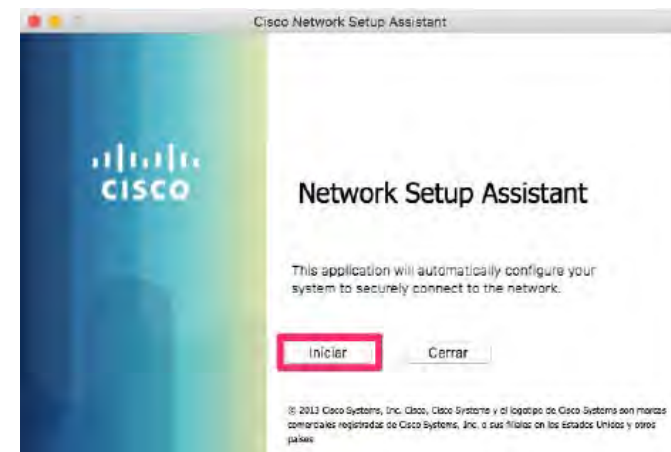 Cisco Network Setup Assistant
CISCO
Network Setup Assistant
This application will automatically configure your
system to securely connect to the network.
Iniciar Cerrar
© 2013 Cisco Systems, Inc. Cisco, Cisco Systems y el logotipo de Cisco Systems son marcas
comerciales registradas de Cisco Systems, Inc. o sus filiales en los Estados Unidos y otros
países